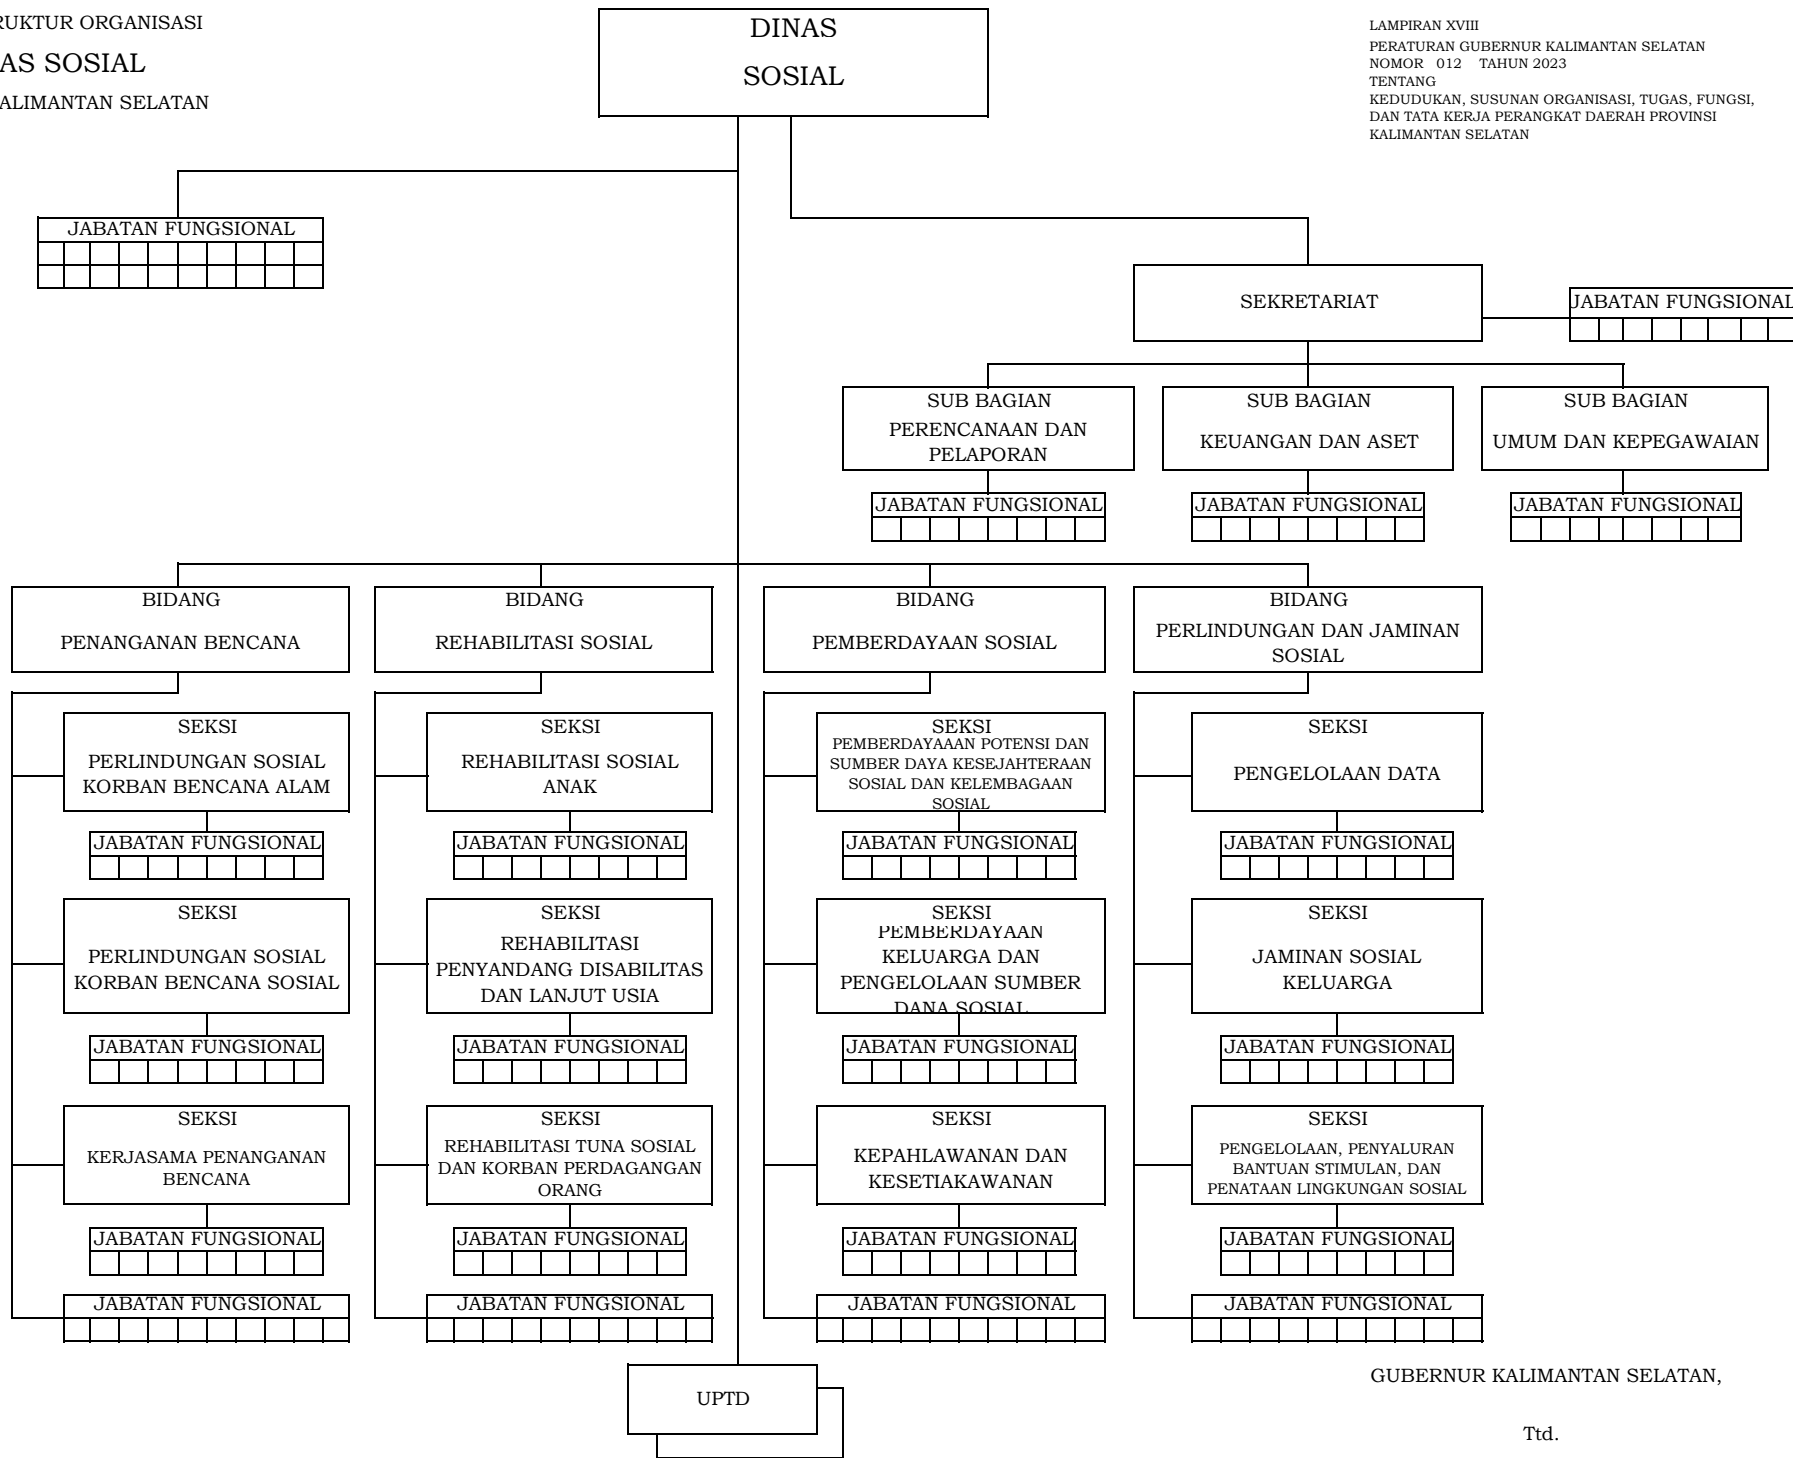 RUKTUR ORGANISASI
AS SOSIAL
ALIMANTAN SELATAN
DINAS
SOSIAL
LAMPIRAN XVIII
PERATURAN GUBERNUR KALIMANTAN SELATAN
NOMOR 012 TAHUN 2023
TENTANG
KEDUDUKAN, SUSUNAN ORGANISASI, TUGAS, FUNGSI,
DAN TATA KERJA PERANGKAT DAERAH PROVINSI
KALIMANTAN SELATAN
JABATAN FUNGSIONAL
SEKRETARIAT
JABATAN FUNGSIONAL
SUB BAGIAN
PERENCANAAN DAN
PELAPORAN
SUB BAGIAN
KEUANGAN DAN ASET
SUB BAGIAN
UMUM DAN KEPEGAWAIAN
JABATAN FUNGSIONAL
JABATAN FUNGSIONAL
JABATAN FUNGSIONAL
BIDANG
PENANGANAN BENCANA
BIDANG
REHABILITASI SOSIAL
BIDANG
PEMBERDAYAAN SOSIAL
BIDANG
PERLINDUNGAN DAN JAMINAN
SOSIAL
SEKSI
PERLINDUNGAN SOSIAL
KORBAN BENCANA ALAM
SEKSI
REHABILITASI SOSIAL
ANAK
SEKSI
PEMBERDAYAAAN POTENSI DAN
SUMBER DAYA KESEJAHTERAAN
SOSIAL DAN KELEMBAGAAN
SOSIAL
SEKSI
PENGELOLAAN DATA
JABATAN FUNGSIONAL
JABATAN FUNGSIONAL
JABATAN FUNGSIONAL
JABATAN FUNGSIONAL
SEKSI
PERLINDUNGAN SOSIAL
KORBAN BENCANA SOSIAL
SEKSI
REHABILITASI
PENYANDANG DISABILITAS
DAN LANJUT USIA
SEKSI
PEMBERDAYAAN
KELUARGA DAN
PENGELOLAAN SUMBER
DANA SOSIAL
SEKSI
JAMINAN SOSIAL
KELUARGA
JABATAN FUNGSIONAL
JABATAN FUNGSIONAL
JABATAN FUNGSIONAL
JABATAN FUNGSIONAL
SEKSI
KERJASAMA PENANGANAN
BENCANA
SEKSI
REHABILITASI TUNA SOSIAL
DAN KORBAN PERDAGANGAN
ORANG
SEKSI
KEPAHLAWANAN DAN
KESETIAKAWANAN
SEKSI
PENGELOLAAN, PENYALURAN
BANTUAN STIMULAN, DAN
PENATAAN LINGKUNGAN SOSIAL
JABATAN FUNGSIONAL
JABATAN FUNGSIONAL
JABATAN FUNGSIONAL
JABATAN FUNGSIONAL
JABATAN FUNGSIONAL
JABATAN FUNGSIONAL
JABATAN FUNGSIONAL
JABATAN FUNGSIONAL
UPTD
GUBERNUR KALIMANTAN SELATAN,
Ttd.